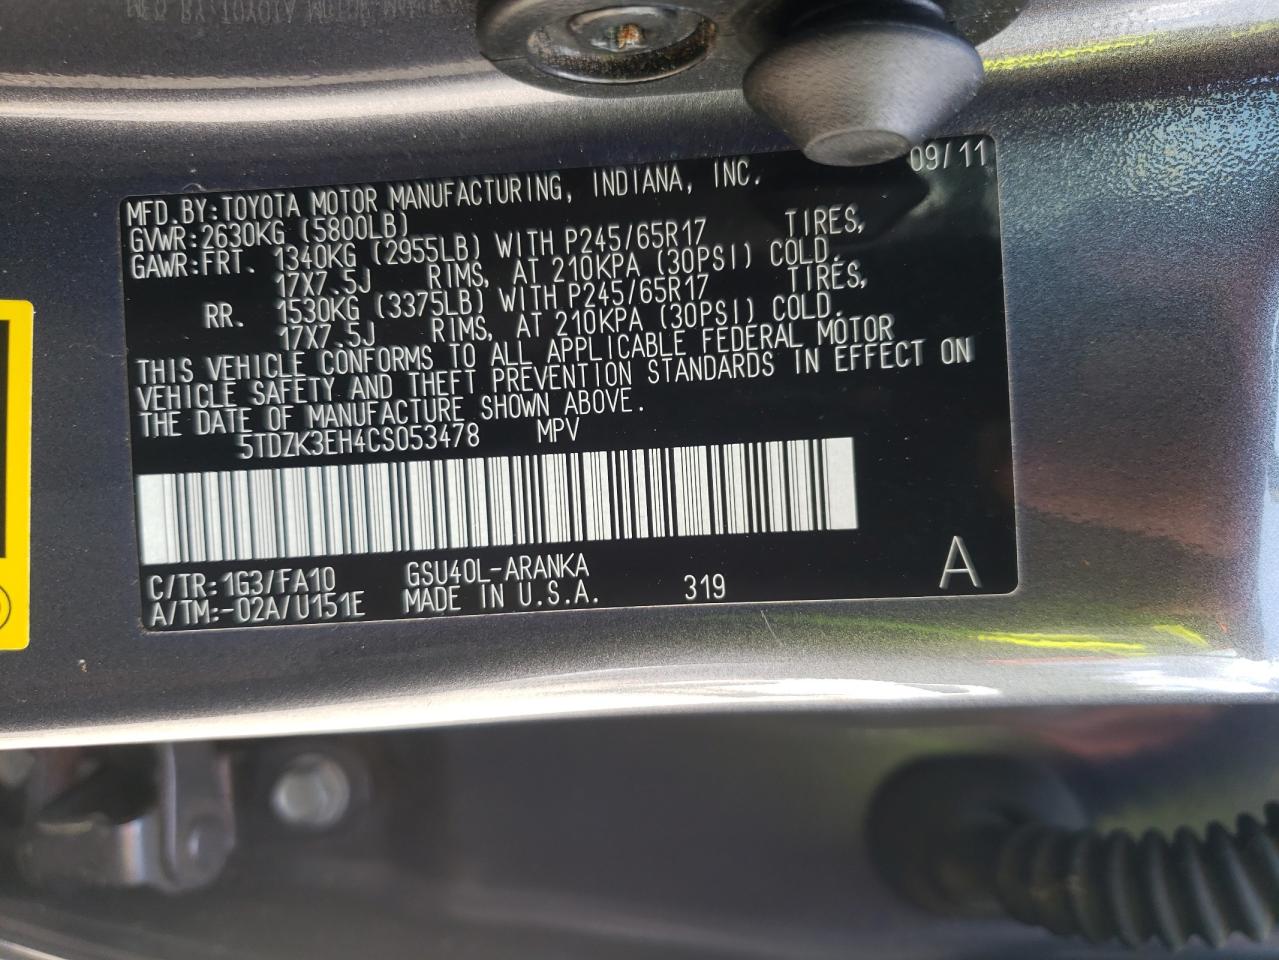 09/11
MFD.BY:TOYOTA MOTOR MANUFACTURING, INDIANA, INC.
GVWR:2630KG (5800LB)
GAWR:FRT. 1340KG (2955LB) WITH P245/65R17 TIRES,
17X7.5J RIMS, AT 210KPA (30PSI) COLD.
RR. 1530KG (3375LB) WITH P245/65R17 TIRES,
17X7.5J RIMS, AT 210KPA (30PSI) COLD.
THIS VEHICLE CONFORMS TO ALL APPLICABLE FEDERAL MOTOR
VEHICLE SAFETY AND THEFT PREVENTION STANDARDS IN EFFECT ON
THE DATE OF MANUFACTURE SHOWN ABOVE.
5TDZK3EH4CS053478 MPV
C/TR:1G3/FA10 GSU40L-ARANKA
A/TM:-02A/U151E MADE IN U.S.A. 319 A